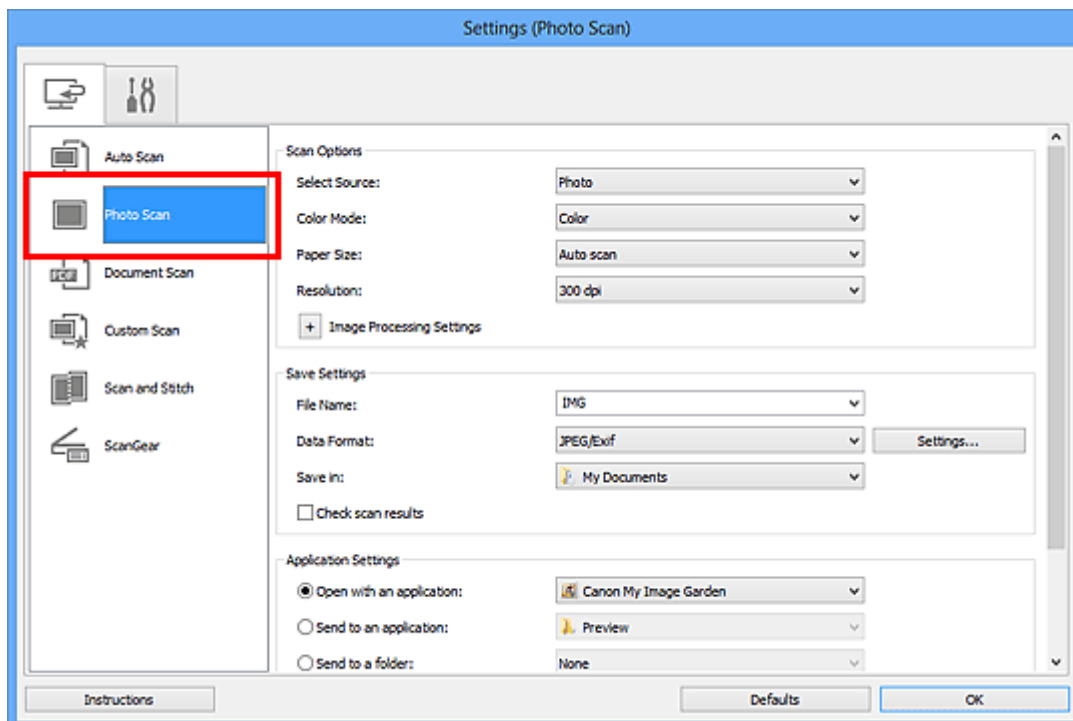 Settings (Photo Scan)
Auto Scan
Photo Scan
PDF
Document Scan
Custom Scan
Scan and Stitch
ScanGear
Scan Options
Select Source: Photo
Color Mode: Color
Paper Size: Auto scan
Resolution: 300 dpi
+ Image Processing Settings
Save Settings
File Name: IMG
Data Format: JPEG/Exif Settings...
Save in: My Documents
Check scan results
Application Settings
Open with an application: Canon My Image Garden
Send to an application: Preview
Send to a folder: None
Instructions Defaults OK